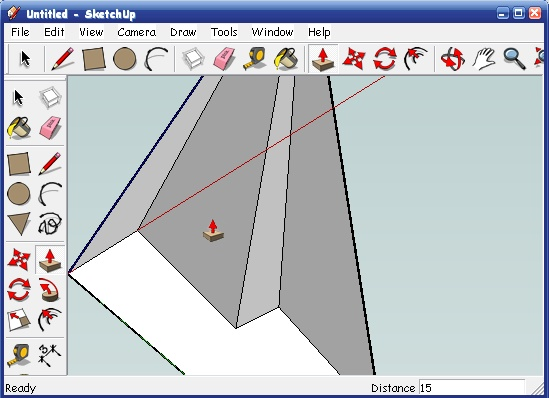 Untitled - SketchUp
File Edit View Camera Draw Tools Window Help
Ready Distance 15